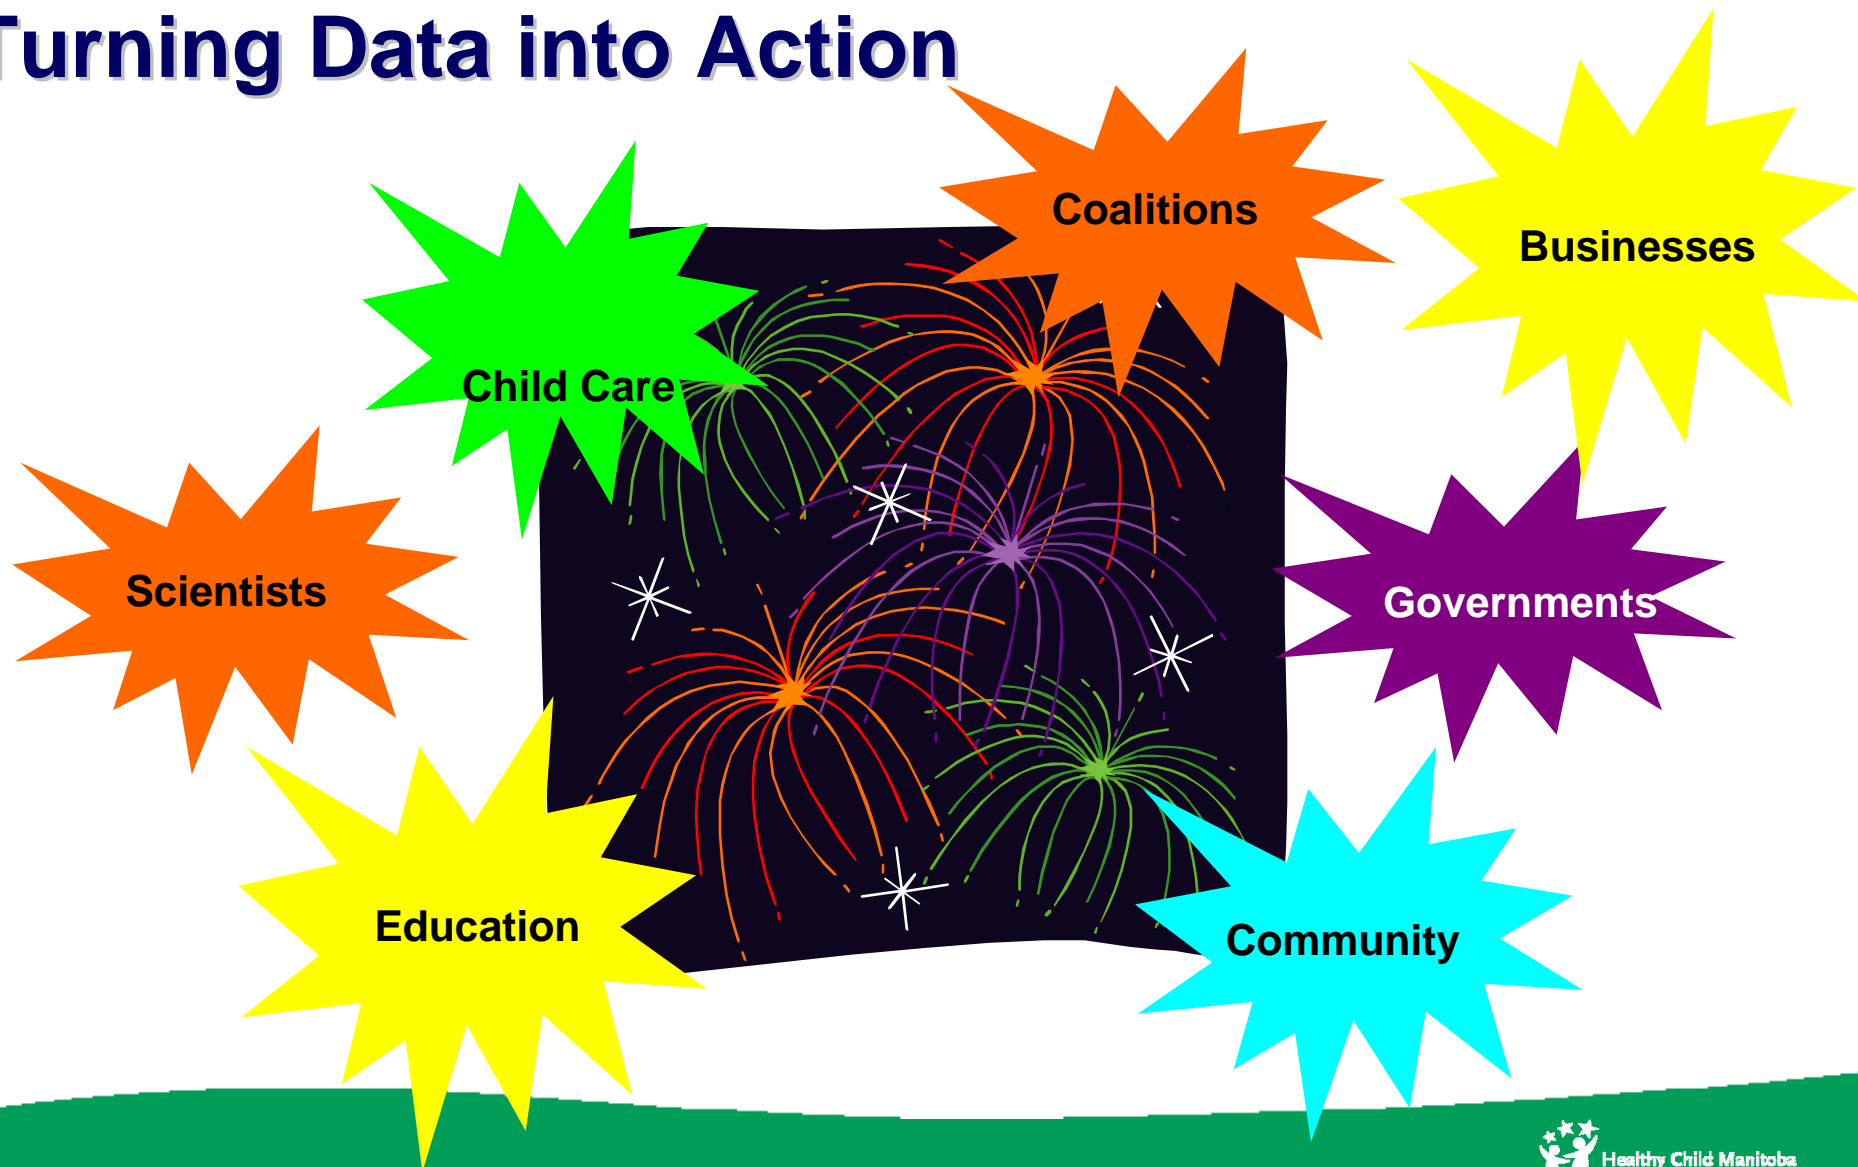 Turning Data into Action
Coalitions
Businesses
Child Care
Scientists
Governments
Education
Community
Healthy Child Manitoba